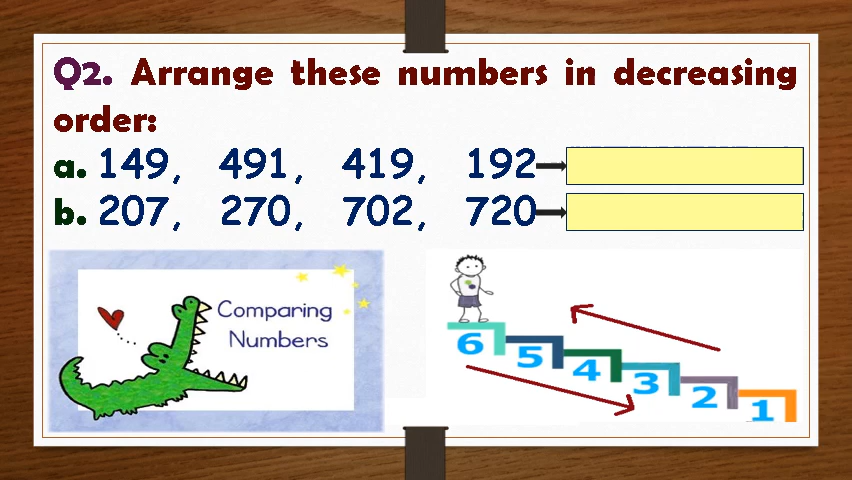 Q2. Arrange these numbers in decreasing
order:
a. 149, 491, 419, 192
b. 207, 270, 702, 720
Comparing
Numbers
6 5 4 3 2 1